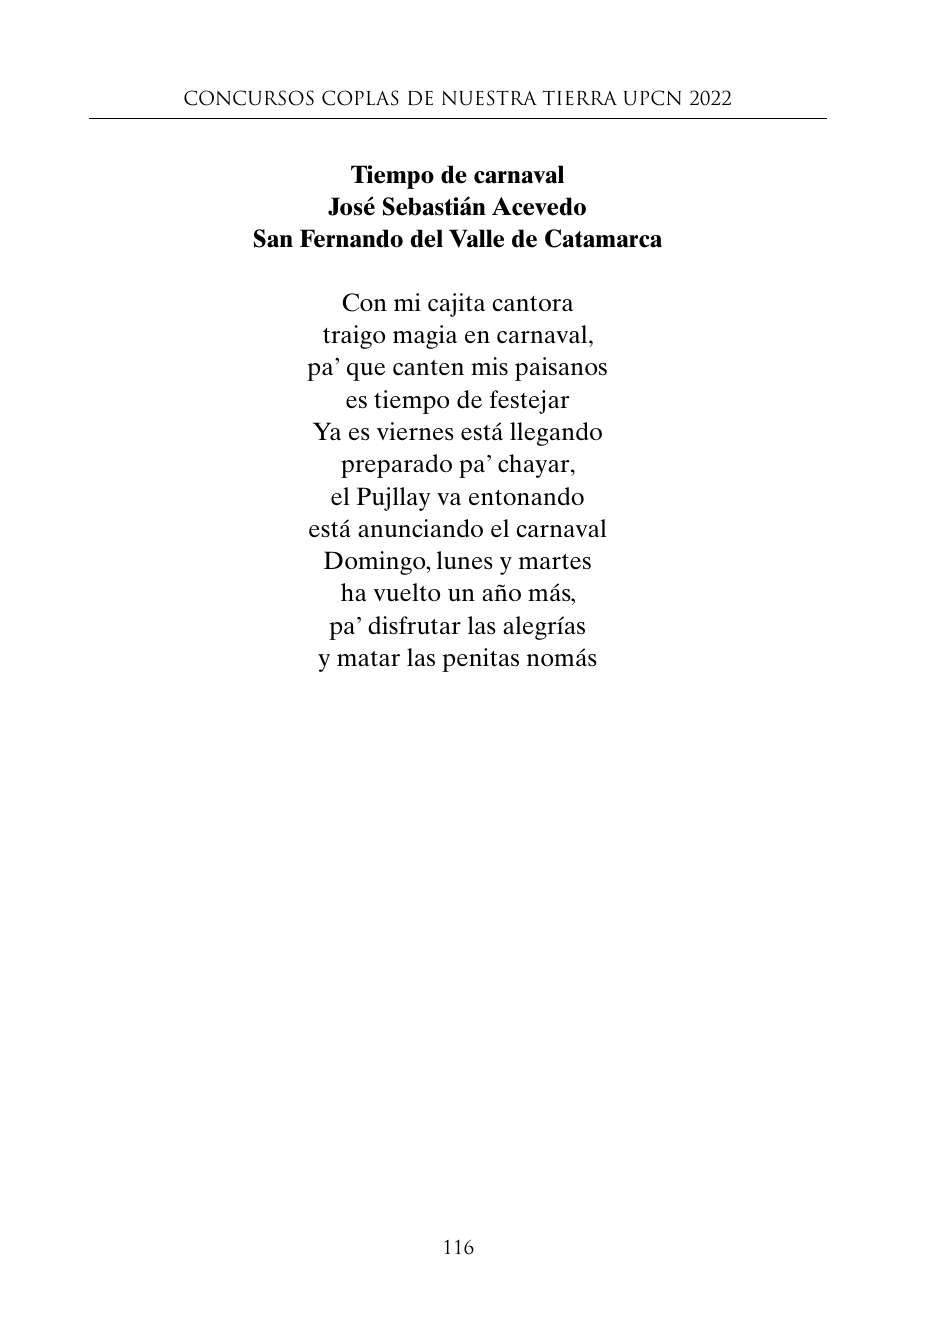 CONCURSOS COPLAS DE NUESTRA TIERRA UPCN 2022
Tiempo de carnaval
José Sebastián Acevedo
San Fernando del Valle de Catamarca
Con mi cajita cantora
traigo magia en carnaval,
pa’ que canten mis paisanos
es tiempo de festejar
Ya es viernes está llegando
preparado pa’ chayar,
el Pujllay va entonando
está anunciando el carnaval
Domingo, lunes y martes
ha vuelto un año más,
pa’ disfrutar las alegrías
y matar las penitas nomás
116